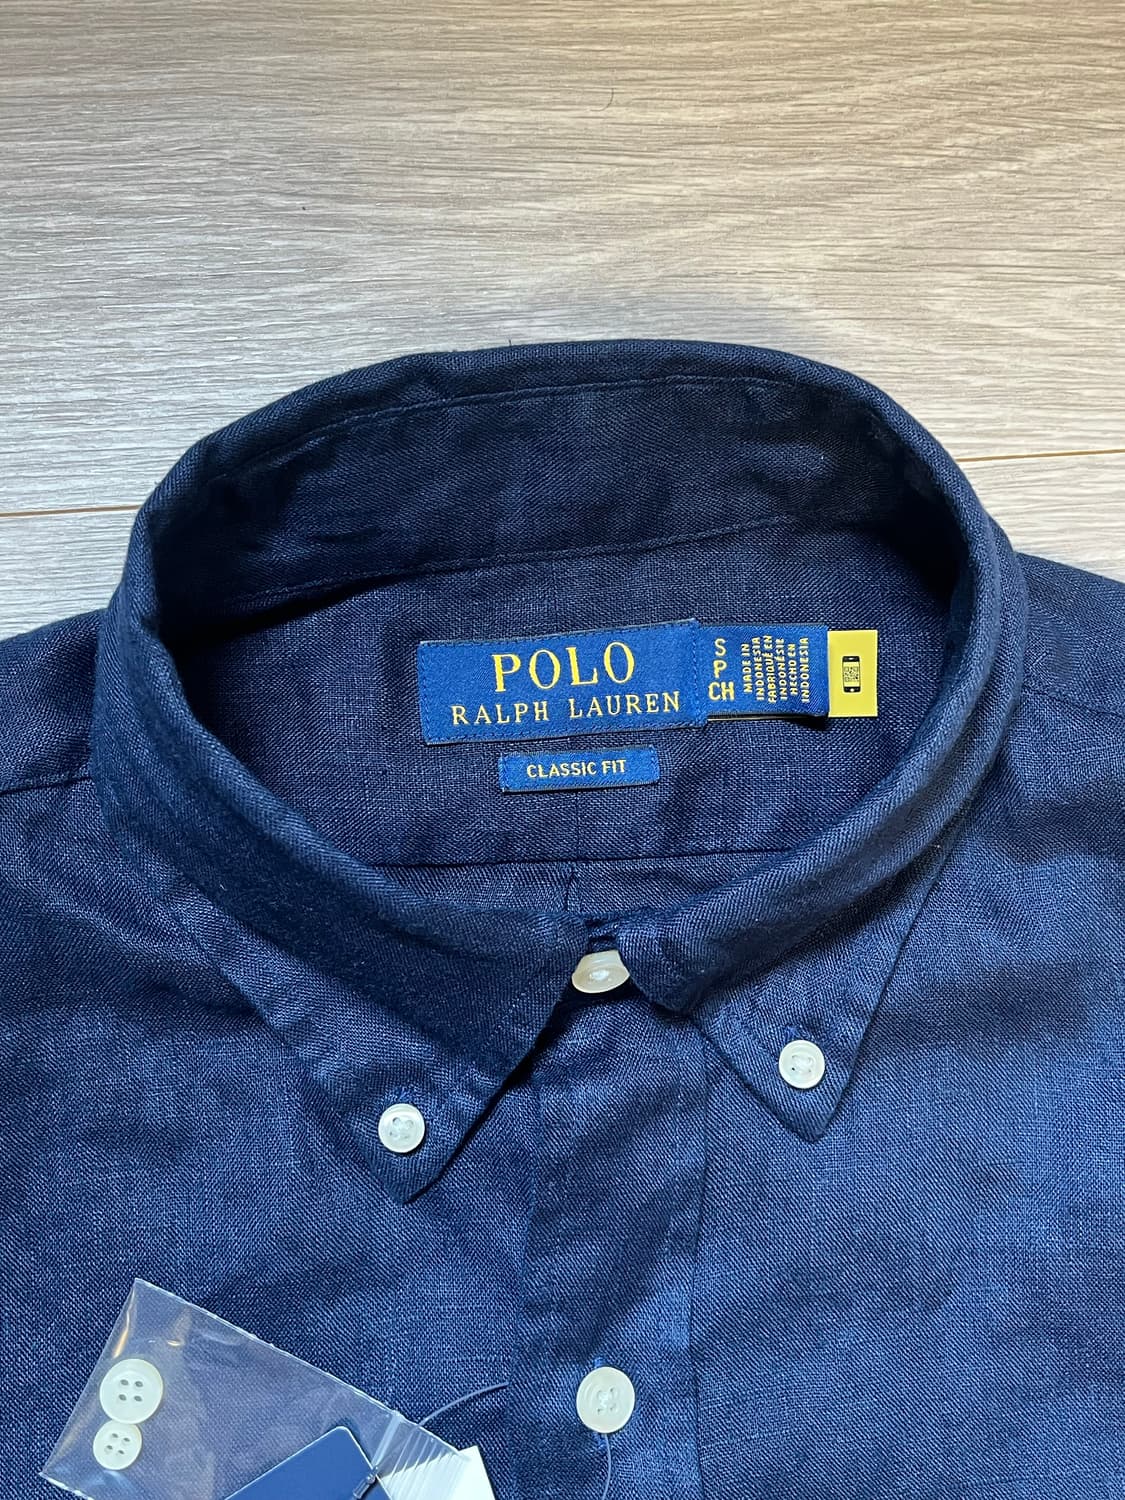 POLO
RALPH LAUREN
CLASSIC FIT
S
P
CH
MADE IN
INDONESIA
FABRIQUÉ EN
INDONÉSIE
HECHO EN
INDONESIA